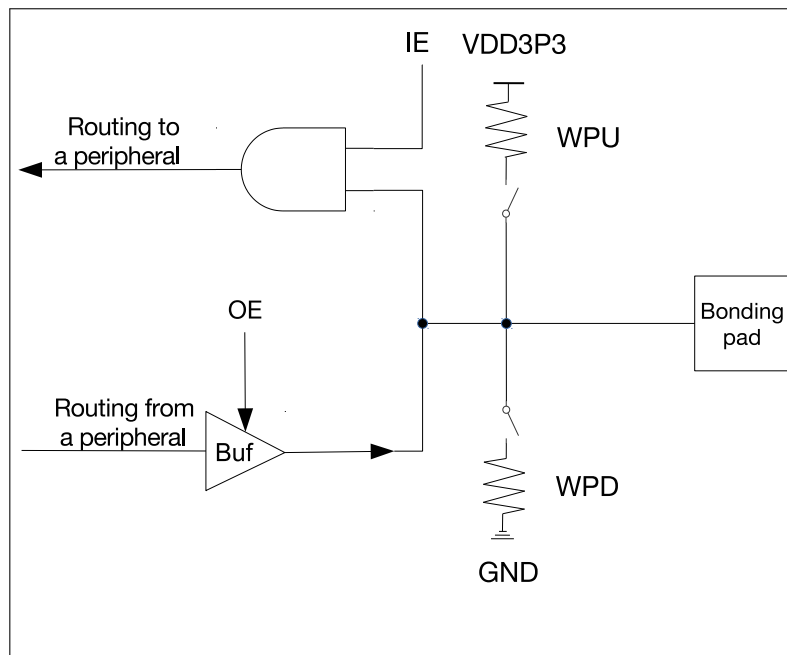 IE
VDD3P3
Routing to
a peripheral
WPU
OE
Bonding
pad
Routing from
a peripheral
Buf
WPD
GND